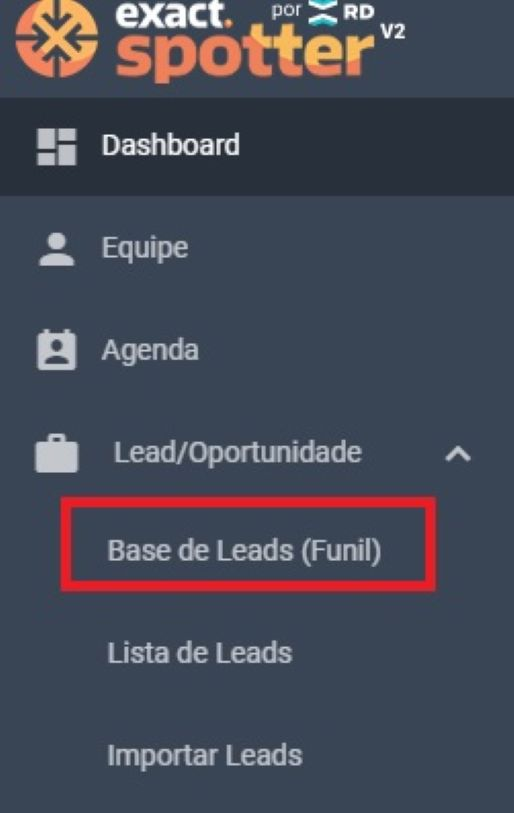 exact. por RD
spotter V2
Dashboard
Equipe
Agenda
Lead/Oportunidade
Base de Leads (Funil)
Lista de Leads
Importar Leads